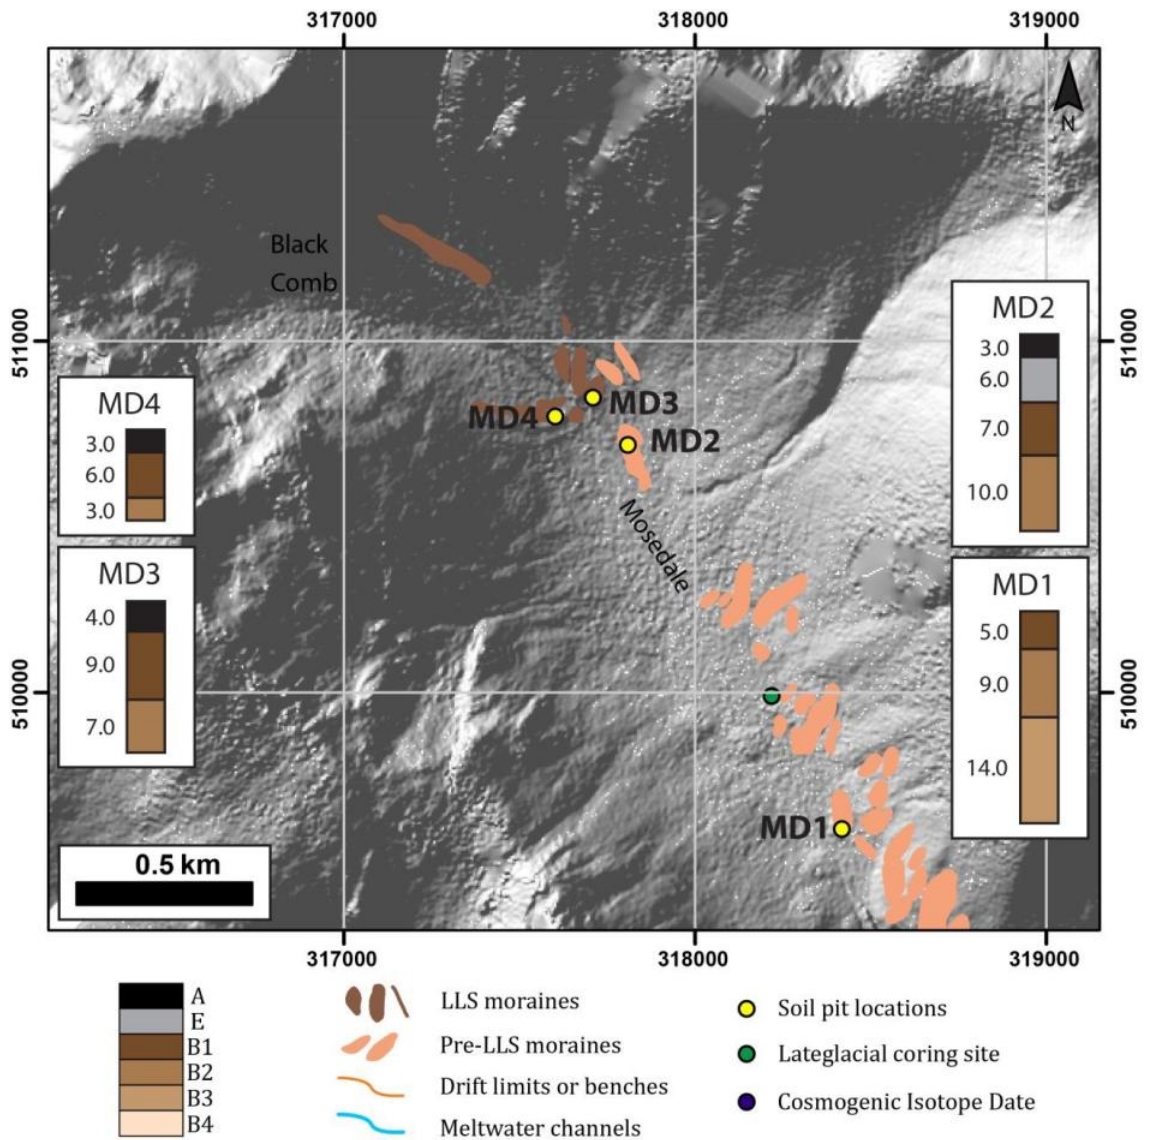 317000
318000
319000
N
Black
Comb
511000
511000
MD4
3.0
6.0
3.0
MD3
4.0
9.0
7.0
MD2
3.0
6.0
7.0
10.0
MD1
5.0
9.0
14.0
MD4
MD3
MD2
Mosedale
510000
510000
MD1
0.5 km
317000
318000
319000
A
E
B1
B2
B3
B4
LLS moraines
Pre-LLS moraines
Drift limits or benches
Meltwater channels
Soil pit locations
Lateglacial coring site
Cosmogenic Isotope Date